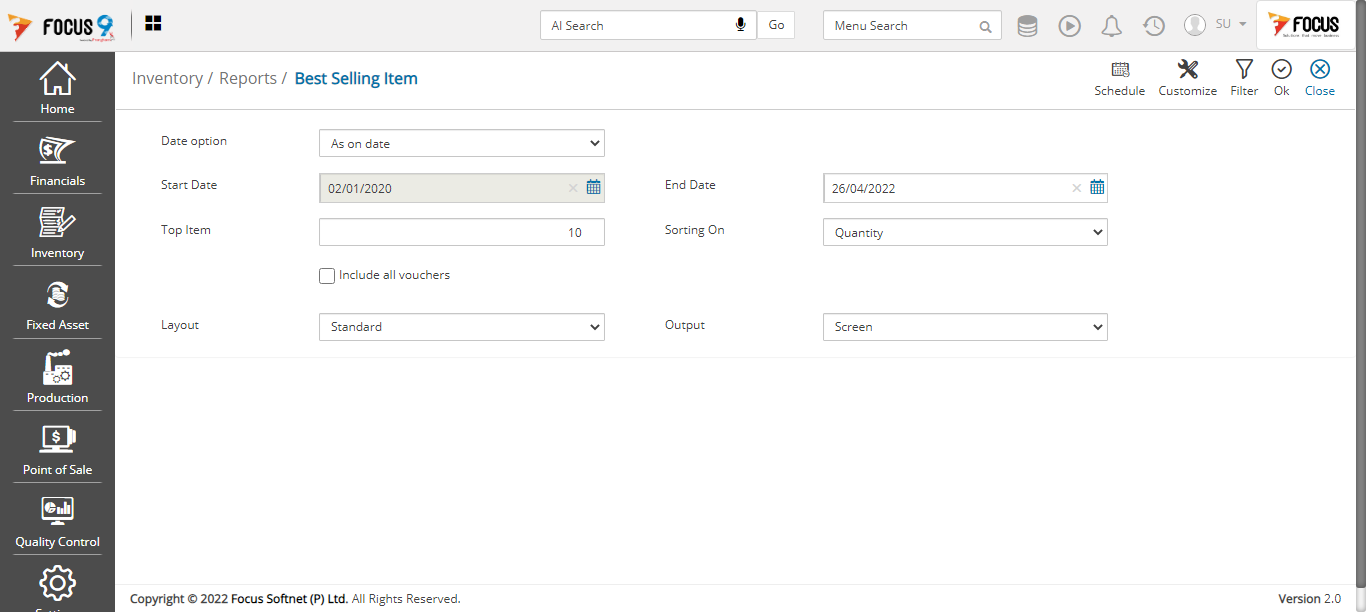 FOCUS 9
AI Search
Go
Menu Search
SU
FOCUS
Inventory / Reports / Best Selling Item
Schedule
Customize
Filter
Ok
Close
Home
Financials
Inventory
Fixed Asset
Production
Point of Sale
Quality Control
Date option
As on date
Start Date
02/01/2020
End Date
26/04/2022
Top Item
10
Sorting On
Quantity
Include all vouchers
Layout
Standard
Output
Screen
Copyright © 2022 Focus Softnet (P) Ltd. All Rights Reserved.
Version 2.0